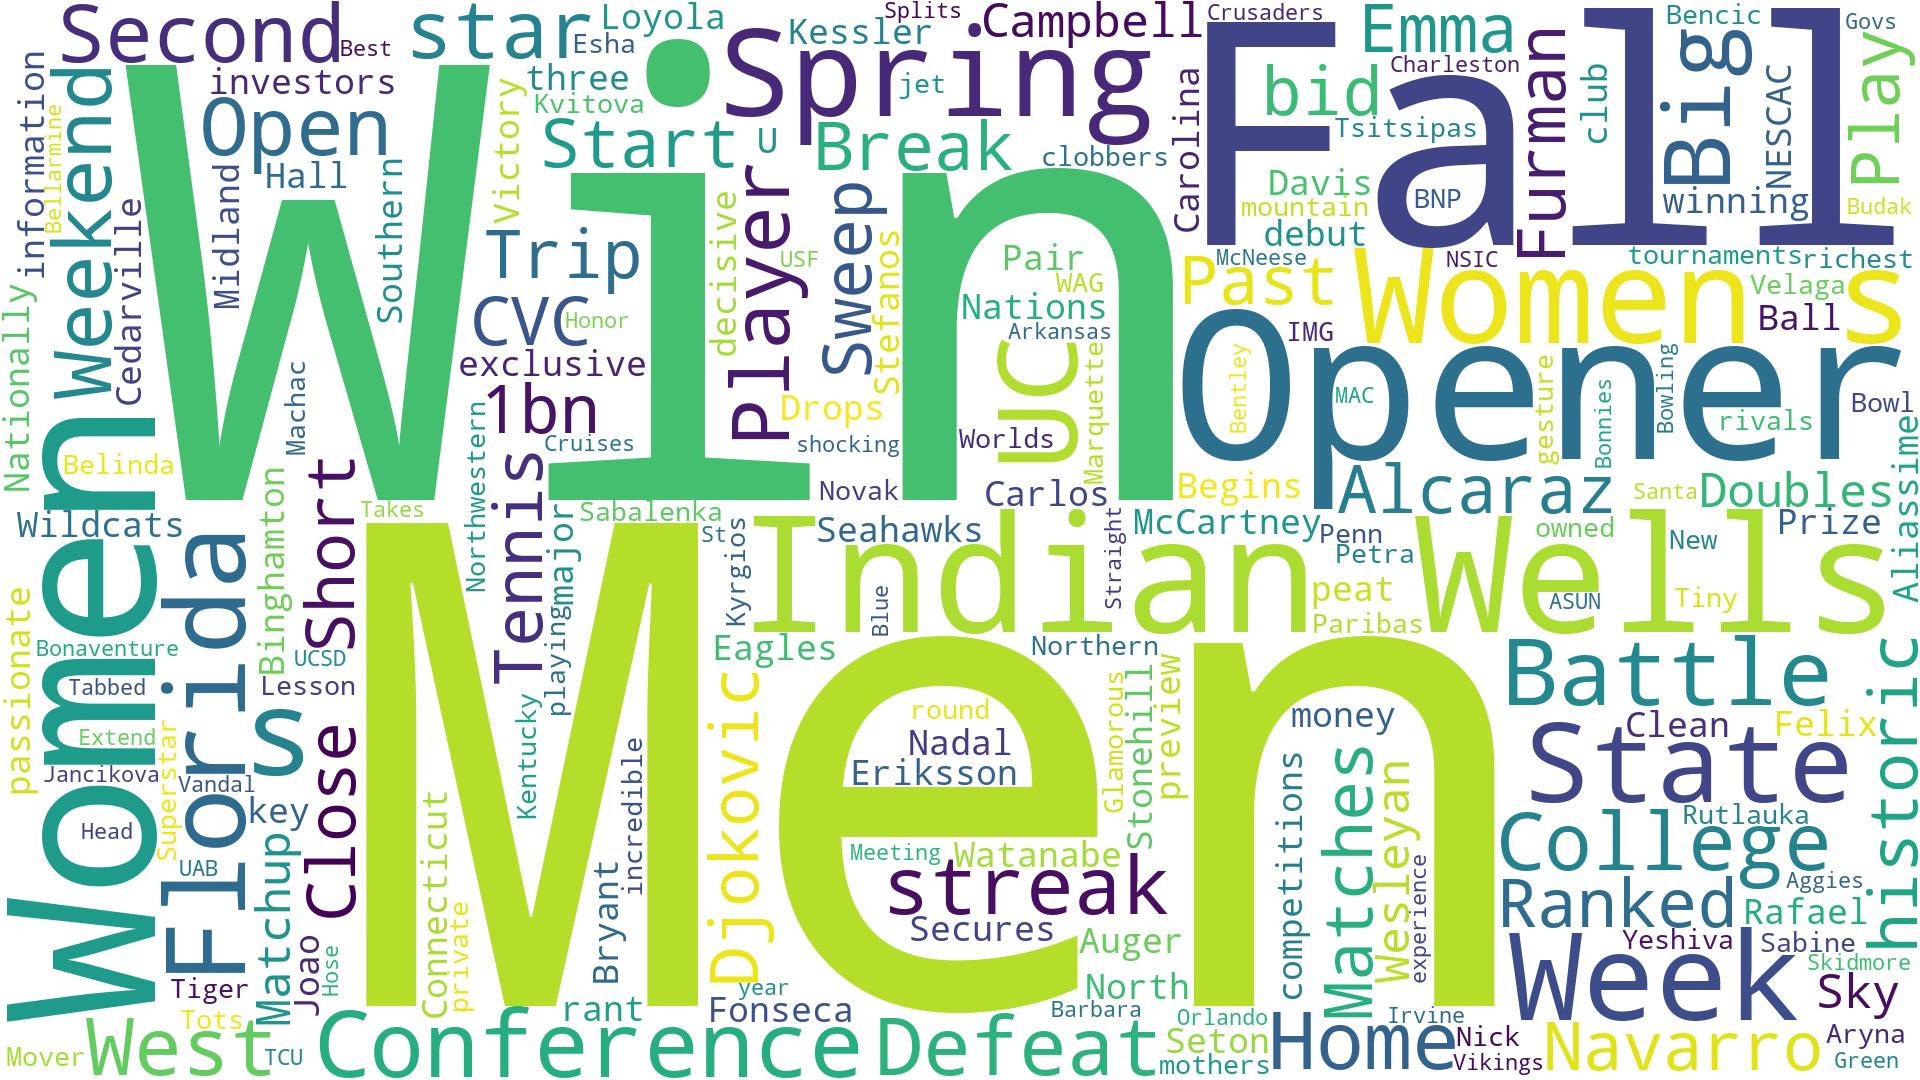 Second
Best
star
Loyola
Esha
Splits
Campbell
Crusaders
Emma
Bencic
Govs
investors
three
Kessler
Spring
Charleston
Big
Play
Open
Kvitova
jet
bid
Furman
club
NESCAC
information
Weekend
Bellarmine
Win
Victory
Start
U
Break
clobbers
Tsitsipas
Fall
Carolina
Hall
Midland
Southern
Davis
BNP
mountain
winning
Budak
Cedarville
Trip
decisive
Player
USF
Sweep
Stefanos
Pair
WAG
debut
McNeese
NSIC
tournaments
richest
Nationally
CVC
Honor
Nations
Arkansas
Past
Women s
Velaga
Ball
IMG
exclusive
Machac
1bn
Drops
UC
Marquette
Opener
Bentley
MAC
gesture
Bonnies
Bowling
rivals
Bowl
Belinda
Women
Cruises
shocking
Worlds
Northwestern
Tennis
Binghamton
Short
Novak
Carlos
Begins
Alcaraz
Santa
Doubles
Aliassime
Wildcats
Takes
Sabalenka
St
Seahawks
McCartney
Penn
owned
New
Prize
Florida
major
Kyrgios
Indian Wells
Straight
Petra
passionate
Blue
peat
ASUN
Tiny
Paribas
Bonaventure
UCSD
playing
Eagles
Northern
Tabbed
Lesson
s
Men
round
Glamorous
Stonehill
preview
money
Battle
historic
Extend
Superstar
Close
Kentucky
Djokovic
Nadal
Eriksson
State
Clean
Felix
Jancikova
Vandal
key
incredible
competitions
Matches
Wesleyan
Head
UAB
Matchup
Connecticut
Meeting
Watanabe
College
Rutlauka
streak
experience
Ranked
Aggies
Rafael
Bryant
private
Secures
Auger
Yeshiva
Sabine
Skidmore
Tiger
Joao
Hose
year
North
Week
Sky
Tots
rant
Fonseca
Barbara
Orlando
Irvine
Mover
West
TCU
Conference
Defeat
Seton
mothers
Home
Nick
Vikings
Navarro
Aryna
Green